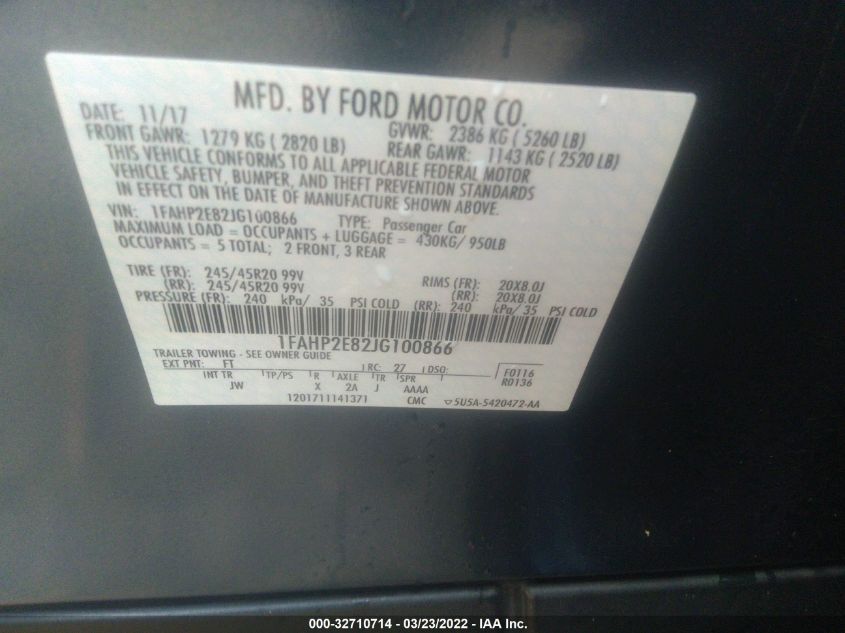 MFD. BY FORD MOTOR CO.
DATE: 11/17 GVWR: 2386 KG ( 5260 LB)
FRONT GAWR: 1279 KG ( 2820 LB) REAR GAWR: 1143 KG ( 2520 LB)
THIS VEHICLE CONFORMS TO ALL APPLICABLE FEDERAL MOTOR
VEHICLE SAFETY, BUMPER, AND THEFT PREVENTION STANDARDS
IN EFFECT ON THE DATE OF MANUFACTURE SHOWN ABOVE.
VIN: 1FAHP2E82JG100866 TYPE: Passenger Car
MAXIMUM LOAD = OCCUPANTS + LUGGAGE = 430KG/ 950LB
OCCUPANTS = 5 TOTAL; 2 FRONT, 3 REAR
TIRE (FR): 245/45R20 99V RIMS (FR): 20X8.0J
(RR): 245/45R20 99V (RR): 20X8.0J
PRESSURE (FR): 240 kPa/ 35 PSI COLD (RR): 240 kPa/ 35 PSI COLD
1FAHP2E82JG100866
TRAILER TOWING - SEE OWNER GUIDE
EXT PNT: FT RC: 27 DSO: F0116
INT TR TP/PS R AXLE TR SPR R0136
JW X 2A J AAAA
1201711141371 CMC ▽5U5A-5420472-AA
000-32710714 — 03/23/2022 — IAA Inc.